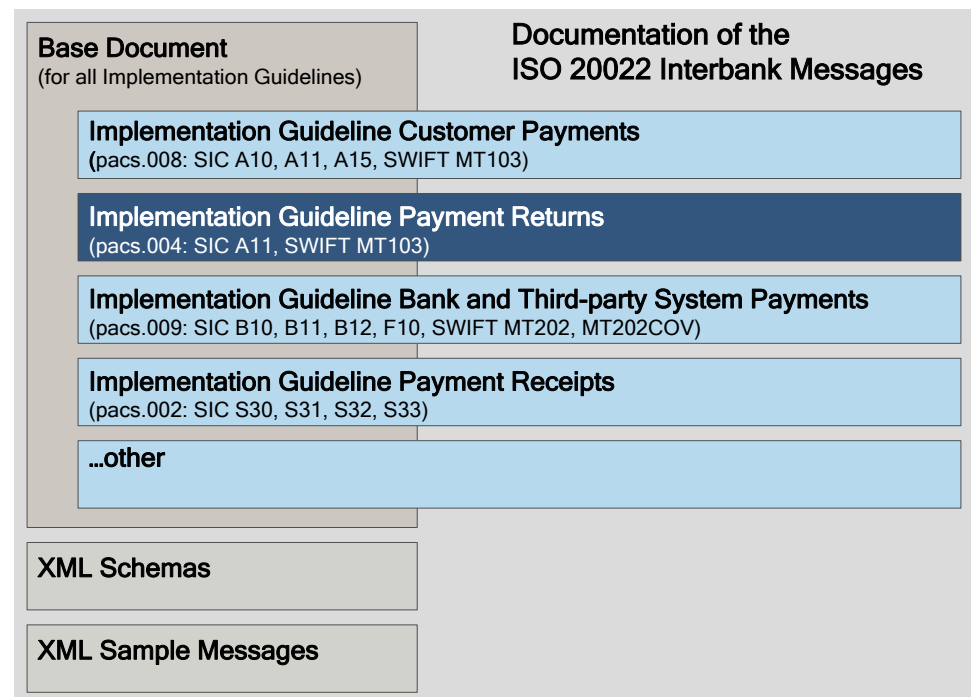 Base Document
(for all Implementation Guidelines)
Documentation of the
ISO 20022 Interbank Messages
Implementation Guideline Customer Payments
(pacs.008: SIC A10, A11, A15, SWIFT MT103)
Implementation Guideline Payment Returns
(pacs.004: SIC A11, SWIFT MT103)
Implementation Guideline Bank and Third-party System Payments
(pacs.009: SIC B10, B11, B12, F10, SWIFT MT202, MT202COV)
Implementation Guideline Payment Receipts
(pacs.002: SIC S30, S31, S32, S33)
...other
XML Schemas
XML Sample Messages